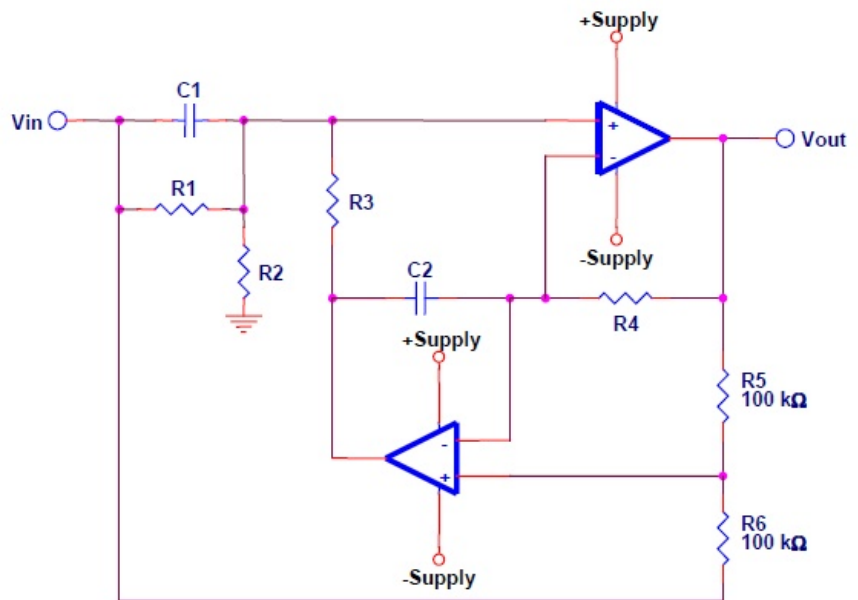 +Supply
C1
Vin
+
-
Vout
R1
R3
R2
-Supply
C2
R4
+Supply
R5
100 kΩ
-
+
R6
100 kΩ
-Supply